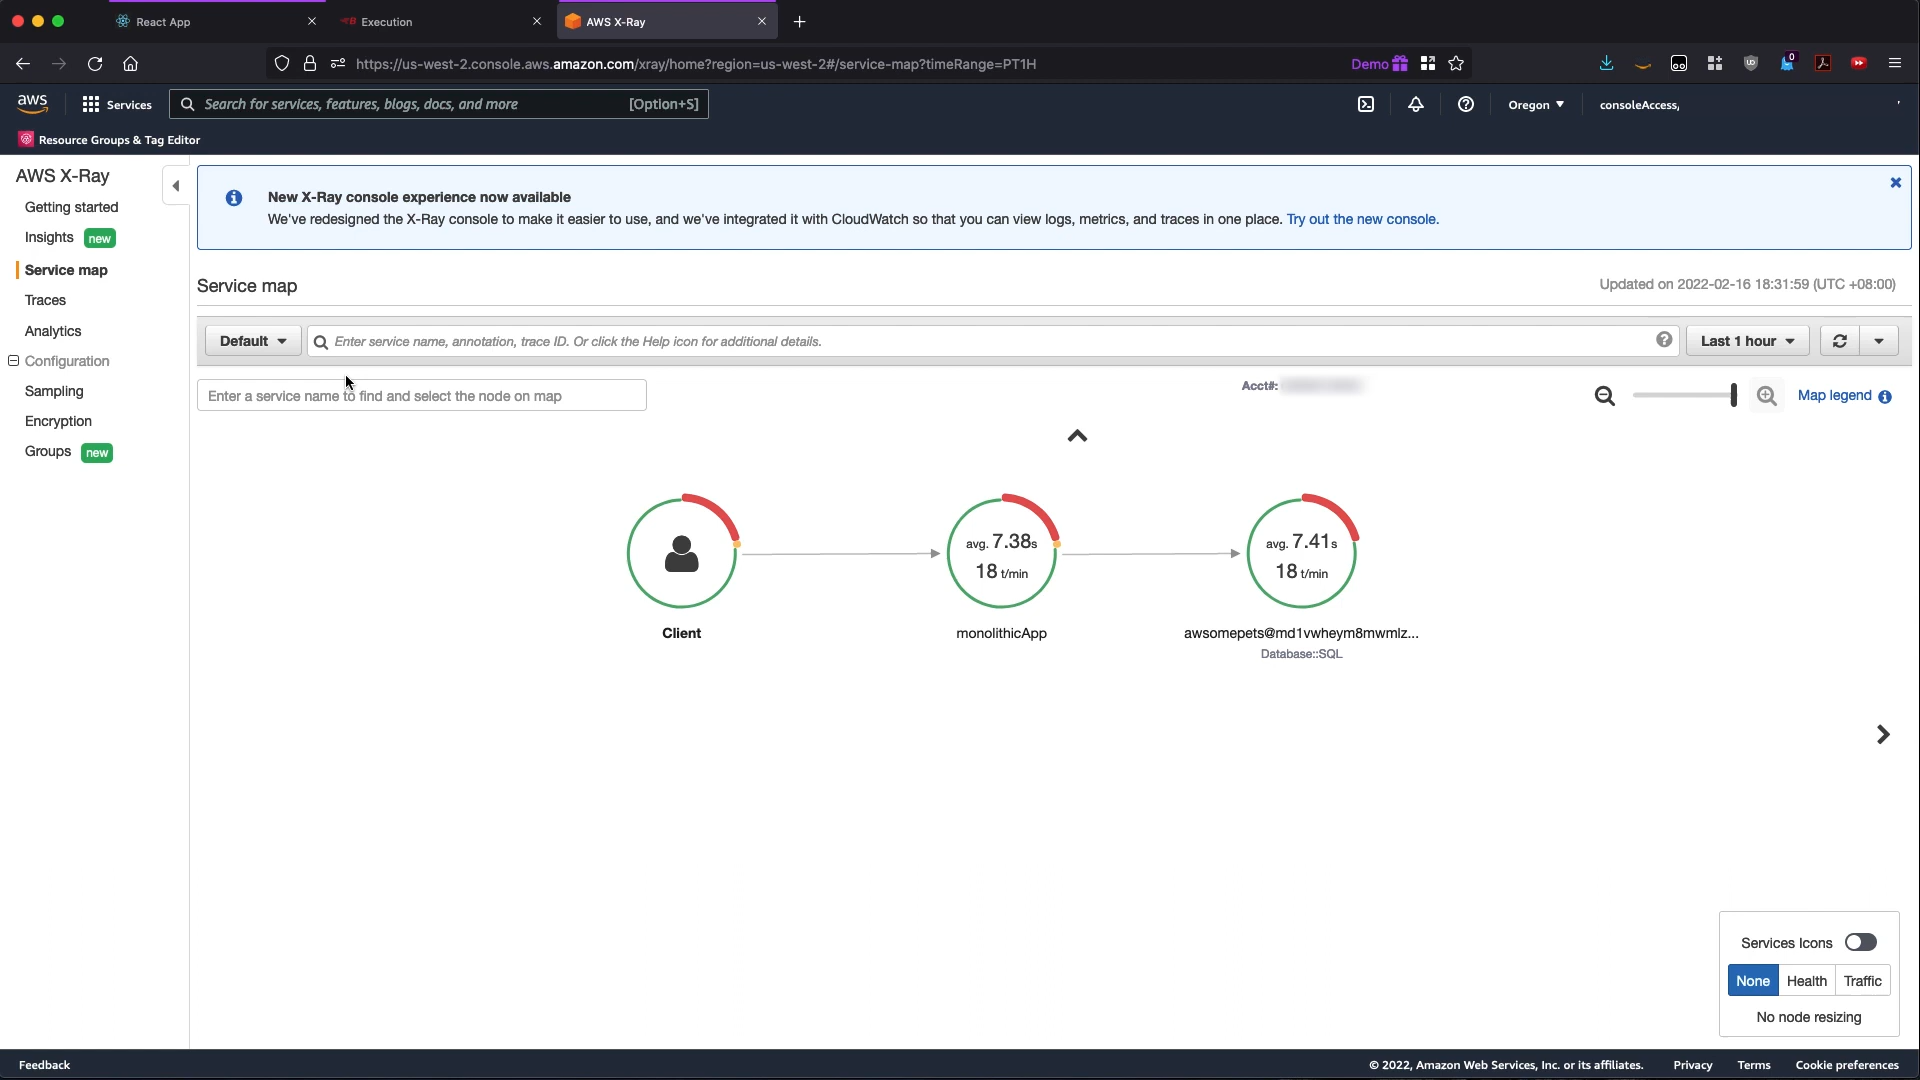 React App
Execution
AWS X-Ray
https://us-west-2.console.aws.amazon.com/xray/home?region=us-west-2#/service-map?timeRange=PT1H
Demo
0
aws
Services
Search for services, features, blogs, docs, and more
[Option+S]
Oregon
consoleAccess,
Resource Groups & Tag Editor
AWS X-Ray
Getting started
Insights new
Service map
Traces
Analytics
Configuration
Sampling
Encryption
Groups new
New X-Ray console experience now available
We've redesigned the X-Ray console to make it easier to use, and we've integrated it with CloudWatch so that you can view logs, metrics, and traces in one place. Try out the new console.
Service map
Updated on 2022-02-16 18:31:59 (UTC +08:00)
Default
Enter service name, annotation, trace ID. Or click the Help icon for additional details.
Last 1 hour
Enter a service name to find and select the node on map
Acct#:
Map legend
avg. 7.38s
18 t/min
avg. 7.41s
18 t/min
Client
monolithicApp
awsomepets@md1vwheym8mwmlz...
Database::SQL
Services Icons
None
Health
Traffic
No node resizing
Feedback
© 2022, Amazon Web Services, Inc. or its affiliates.
Privacy
Terms
Cookie preferences